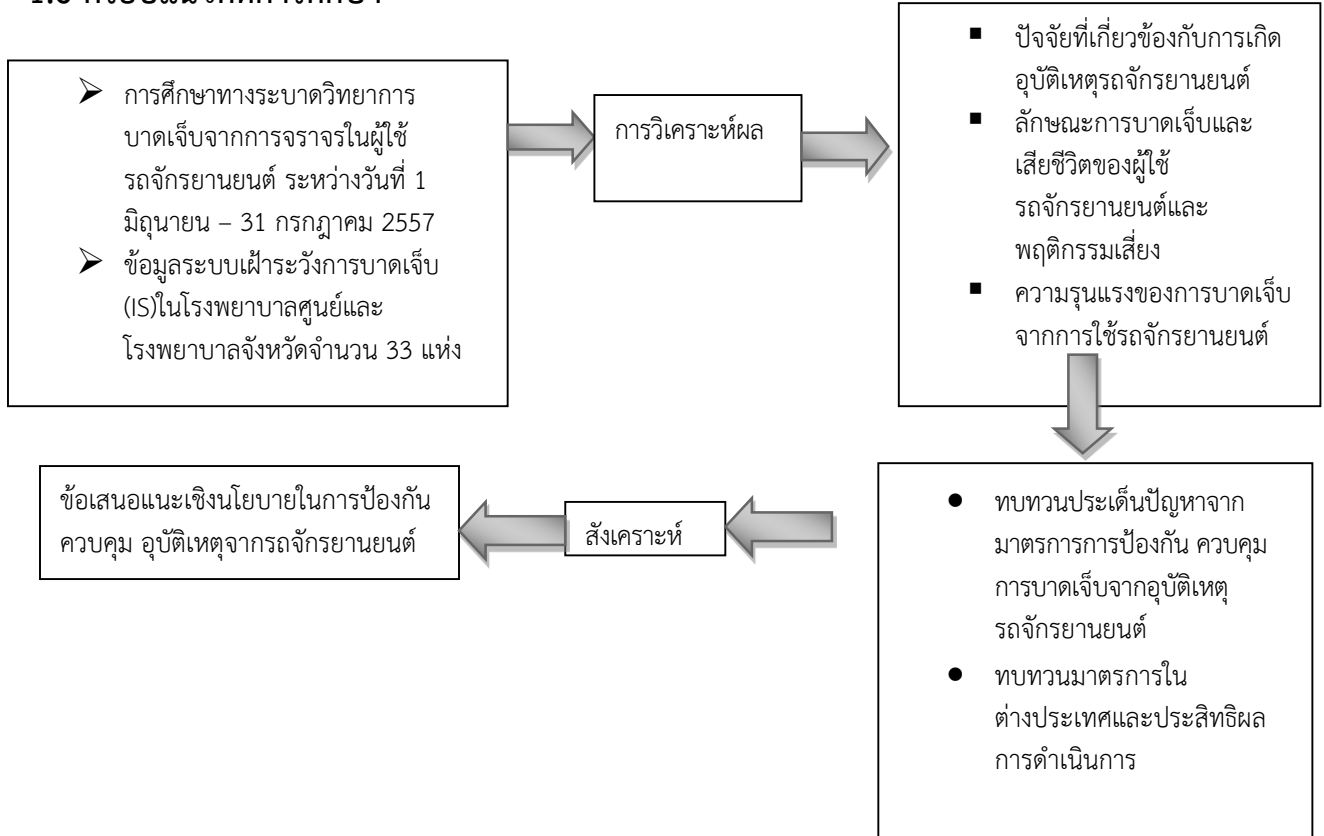 ➢ การศึกษาทางระบาดวิทยาการ
บาดเจ็บจากการจราจรในผู้ใช้
รถจักรยานยนต์ ระหว่างวันที่ 1
มิถุนายน – 31 กรกฎาคม 2557
➢ ข้อมูลระบบเฝ้าระวังการบาดเจ็บ
(IS)ในโรงพยาบาลศูนย์และ
โรงพยาบาลจังหวัดจำนวน 33 แห่ง
การวิเคราะห์ผล
▪ ปัจจัยที่เกี่ยวข้องกับการเกิด
อุบัติเหตุรถจักรยานยนต์
▪ ลักษณะการบาดเจ็บและ
เสียชีวิตของผู้ใช้
รถจักรยานยนต์และ
พฤติกรรมเสี่ยง
▪ ความรุนแรงของการบาดเจ็บ
จากการใช้รถจักรยานยนต์
● ทบทวนประเด็นปัญหาจาก
มาตรการการป้องกัน ควบคุม
การบาดเจ็บจากอุบัติเหตุ
รถจักรยานยนต์
● ทบทวนมาตรการใน
ต่างประเทศและประสิทธิผล
การดำเนินการ
สังเคราะห์
ข้อเสนอแนะเชิงนโยบายในการป้องกัน
ควบคุม อุบัติเหตุจากรถจักรยานยนต์